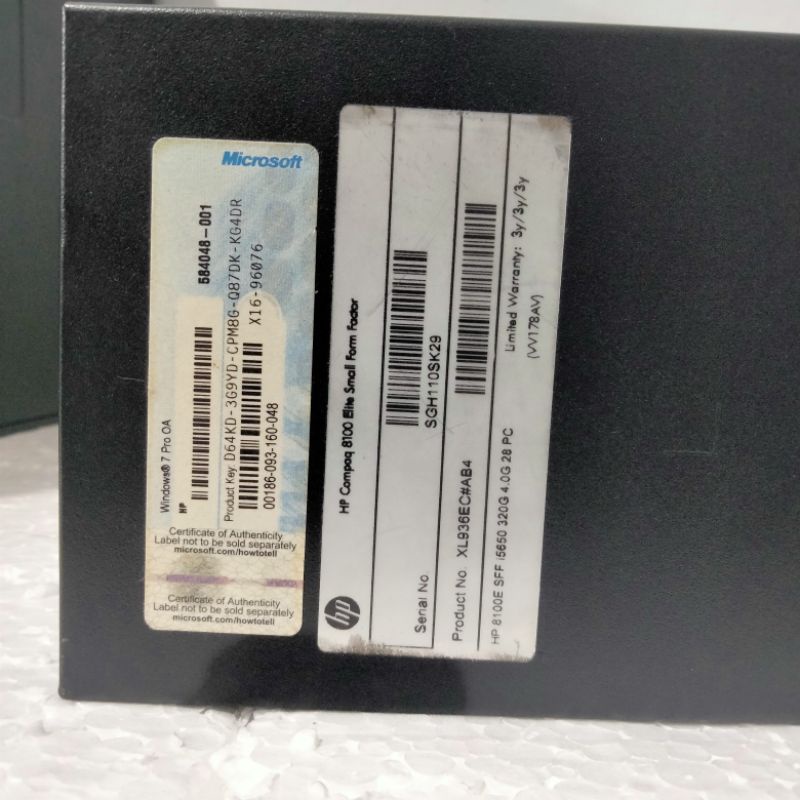 Microsoft
584048-001
Windows® 7 Pro OA
HP
Product Key: D64KD-3G9YD-CPM8G-Q87DK-KG4DR
X16-96076
00186-093-160-048
Certificate of Authenticity
Label not to be sold separately
microsoft.com/howtotell
Certificate of Authenticity
Label not to be sold separately
microsoft.com/howtotell
hp
HP Compaq 8100 Elite Small Form Factor
Serial No.
SGH110SK29
Product No. XL936EC#AB4
Limited Warranty: 3y/3y/3y
(VV178AV)
HP 8100E SFF i5650 320G 4.0G 28 PC